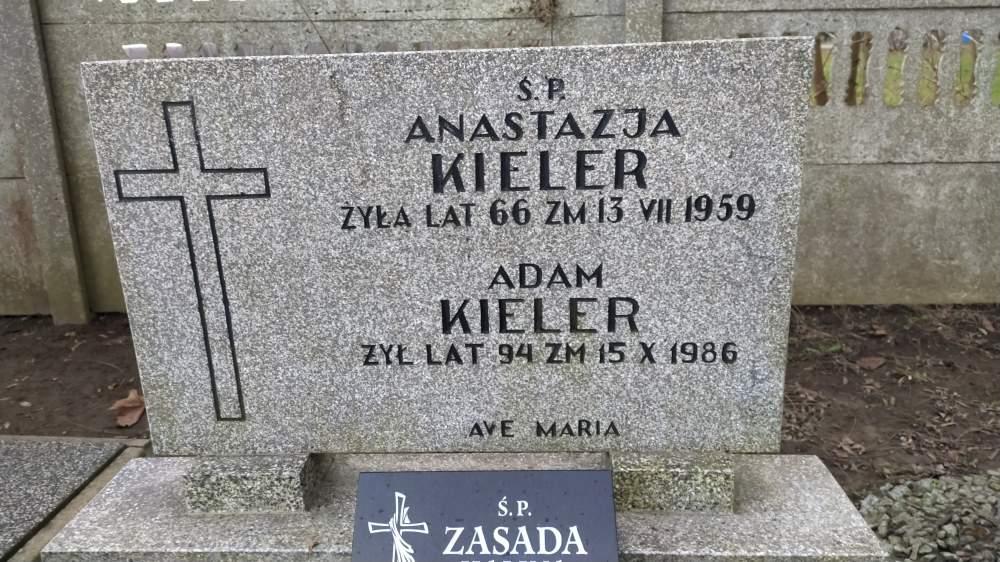 Ś. P.
ANASTAZJA
KIELER
ŻYŁA LAT 66 ZM 13 VII 1959
ADAM
KIELER
ŻYŁ LAT 94 ZM 15 X 1986
AVE MARIA
Ś. P.
ZASADA